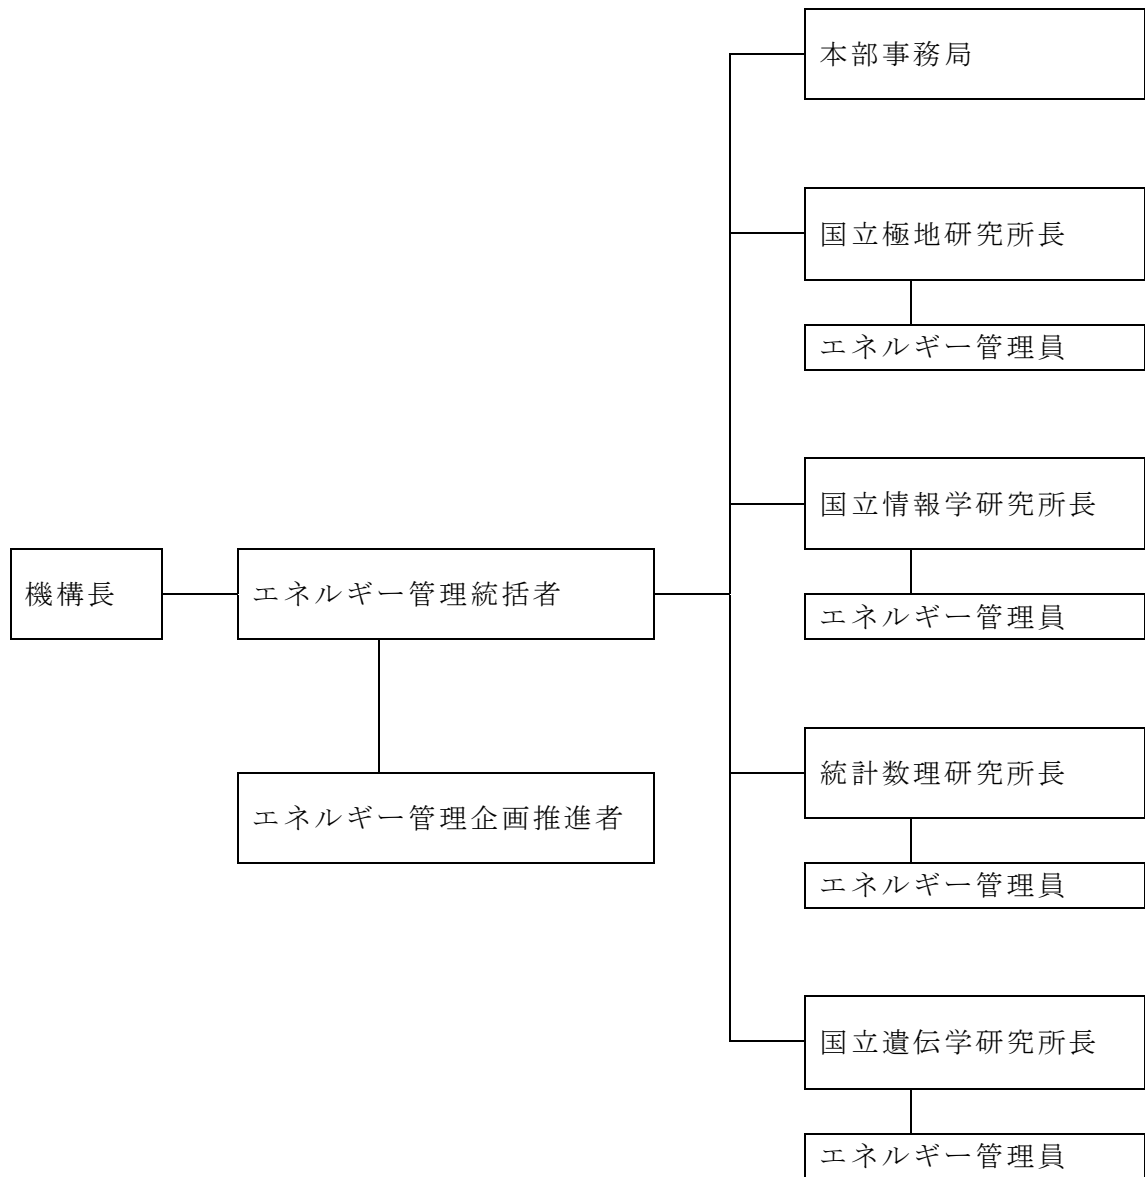 本部事務局
国立極地研究所長
エネルギー管理員
国立情報学研究所長
エネルギー管理員
機構長
エネルギー管理統括者
エネルギー管理企画推進者
統計数理研究所長
エネルギー管理員
国立遺伝学研究所長
エネルギー管理員